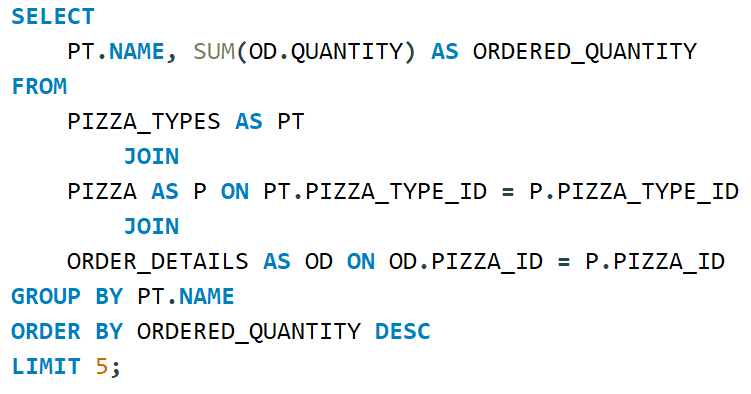 SELECT
PT.NAME, SUM(OD.QUANTITY) AS ORDERED_QUANTITY
FROM
PIZZA_TYPES AS PT
JOIN
PIZZA AS P ON PT.PIZZA_TYPE_ID = P.PIZZA_TYPE_ID
JOIN
ORDER_DETAILS AS OD ON OD.PIZZA_ID = P.PIZZA_ID
GROUP BY PT.NAME
ORDER BY ORDERED_QUANTITY DESC
LIMIT 5;